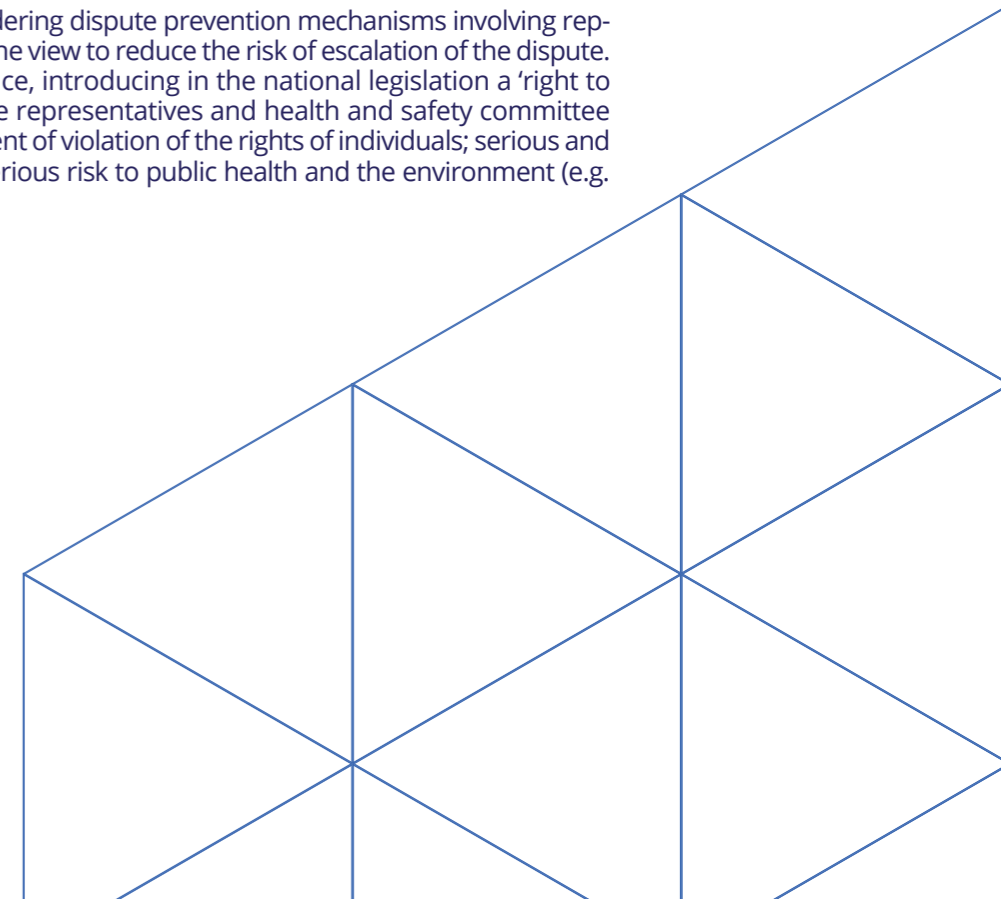 dering dispute prevention mechanisms involving rep-
he view to reduce the risk of escalation of the dispute.
ce, introducing in the national legislation a ‘right to
e representatives and health and safety committee
ent of violation of the rights of individuals; serious and
erious risk to public health and the environment (e.g.